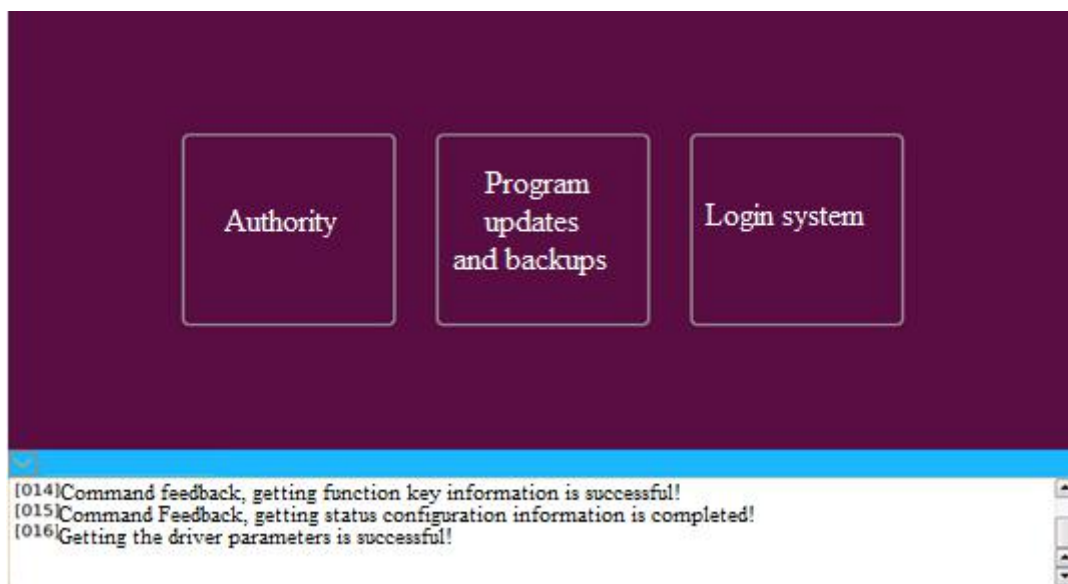 Authority
Program
updates
and backups
Login system
[014]Command feedback, getting function key information is successful!
[015]Command Feedback, getting status configuration information is completed!
[016]Getting the driver parameters is successful!